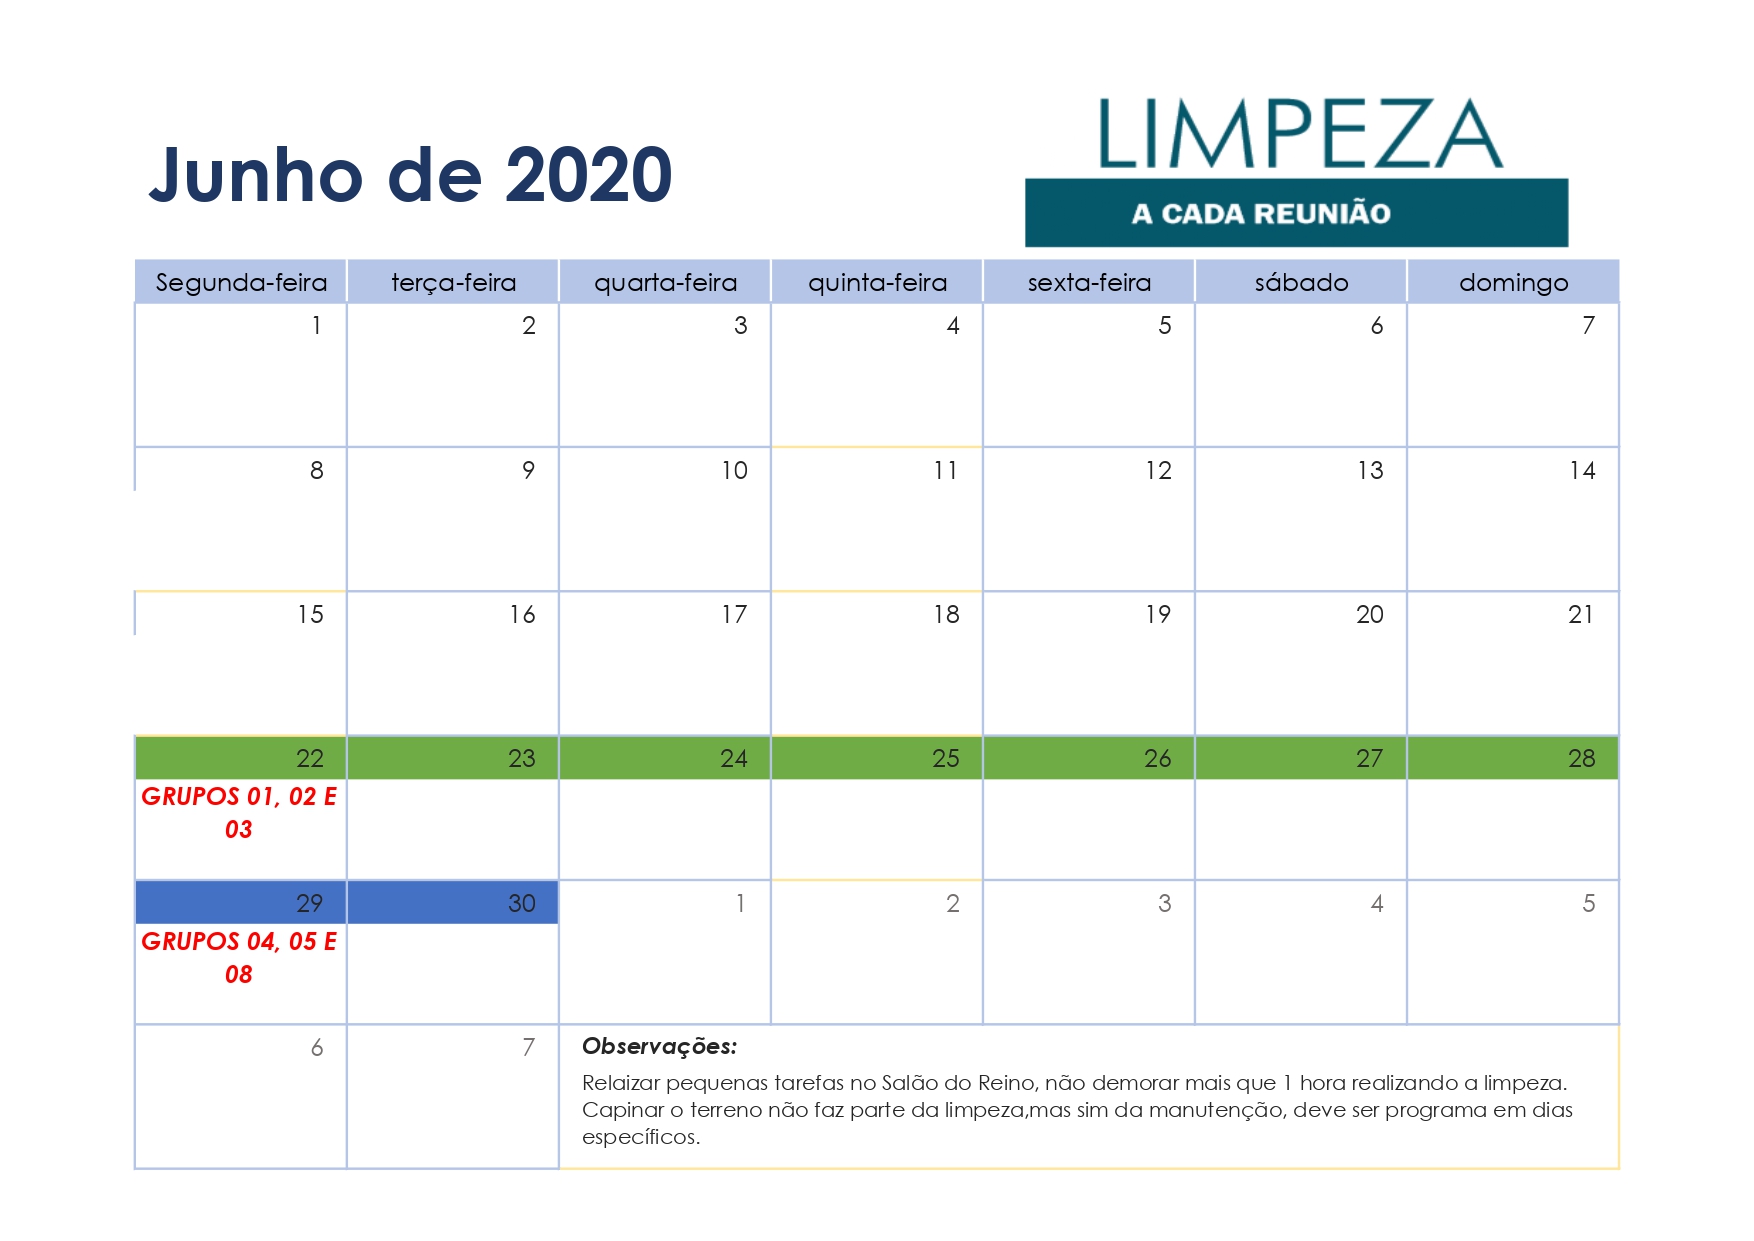 Junho de 2020
LIMPEZA
A CADA REUNIÃO
Segunda-feira terça-feira quarta-feira quinta-feira sexta-feira sábado domingo
1 2 3 4 5 6 7
8 9 10 11 12 13 14
15 16 17 18 19 20 21
22 23 24 25 26 27 28
GRUPOS 01, 02 E
03
29 30 1 2 3 4 5
GRUPOS 04, 05 E
08
6 7
Observações:
Relaizar pequenas tarefas no Salão do Reino, não demorar mais que 1 hora realizando a limpeza.
Capinar o terreno não faz parte da limpeza,mas sim da manutenção, deve ser programa em dias
específicos.